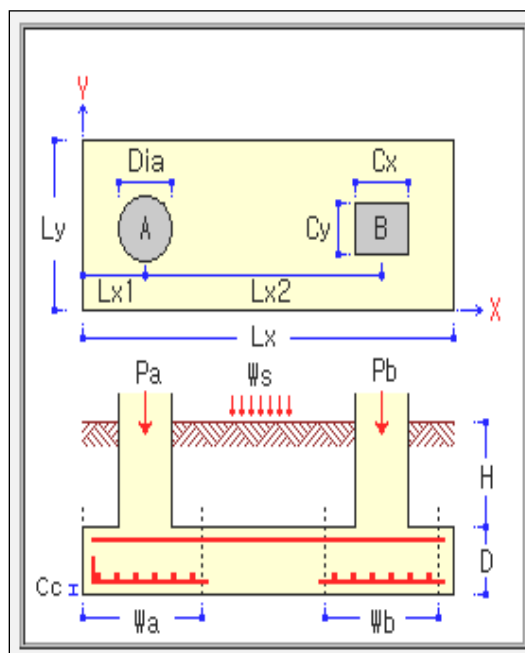 Y
Dia Cx
Ly A Cy B
Lx1 Lx2 X
Lx
Pa Ws Pb
H
D
Cc
Wa Wb